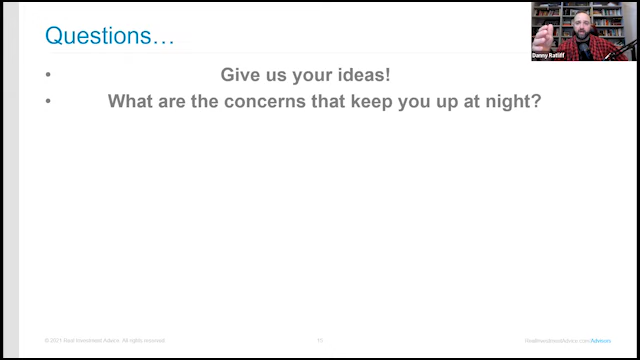 Questions…
• Give us your ideas!
• What are the concerns that keep you up at night?
Danny Ratliff
© 2021 Real Investment Advice. All rights reserved.
RealInvestmentAdvice.com/Advisors